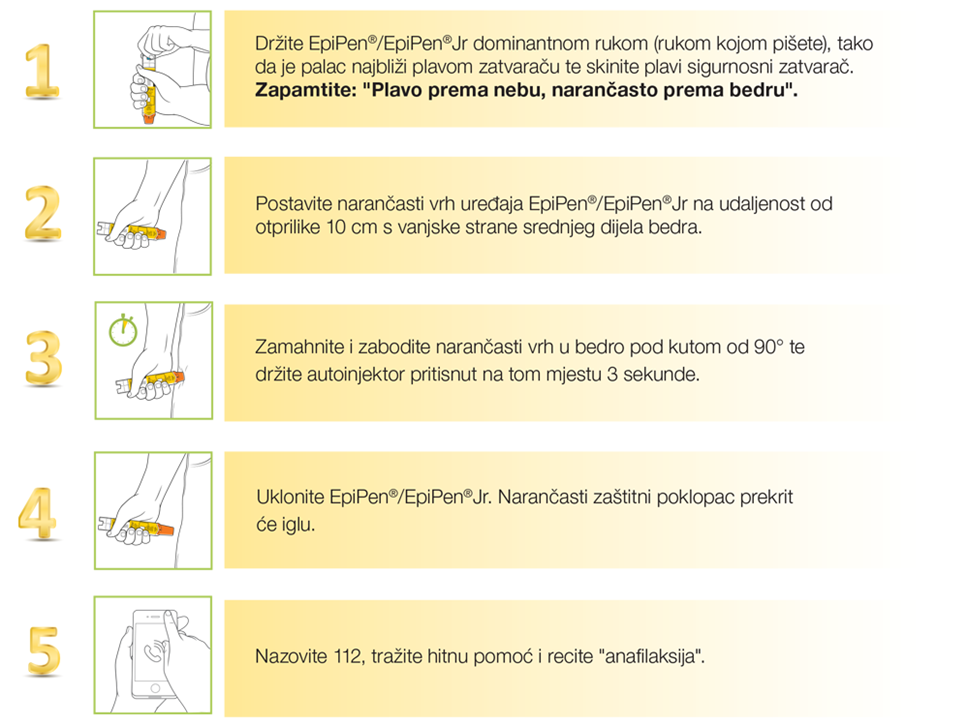 1
Držite EpiPen®/EpiPen®Jr dominantnom rukom (rukom kojom pišete), tako
da je palac najbliži plavom zatvaraču te skinite plavi sigurnosni zatvarač.
Zapamtite: "Plavo prema nebu, narančasto prema bedru".
2
Postavite narančasti vrh uređaja EpiPen®/EpiPen®Jr na udaljenost od
otprilike 10 cm s vanjske strane srednjeg dijela bedra.
3
Zamahnite i zabodite narančasti vrh u bedro pod kutom od 90° te
držite autoinjektor pritisnut na tom mjestu 3 sekunde.
4
Uklonite EpiPen®/EpiPen®Jr. Narančasti zaštitni poklopac prekrit
će iglu.
5
Nazovite 112, tražite hitnu pomoć i recite "anafilaksija".